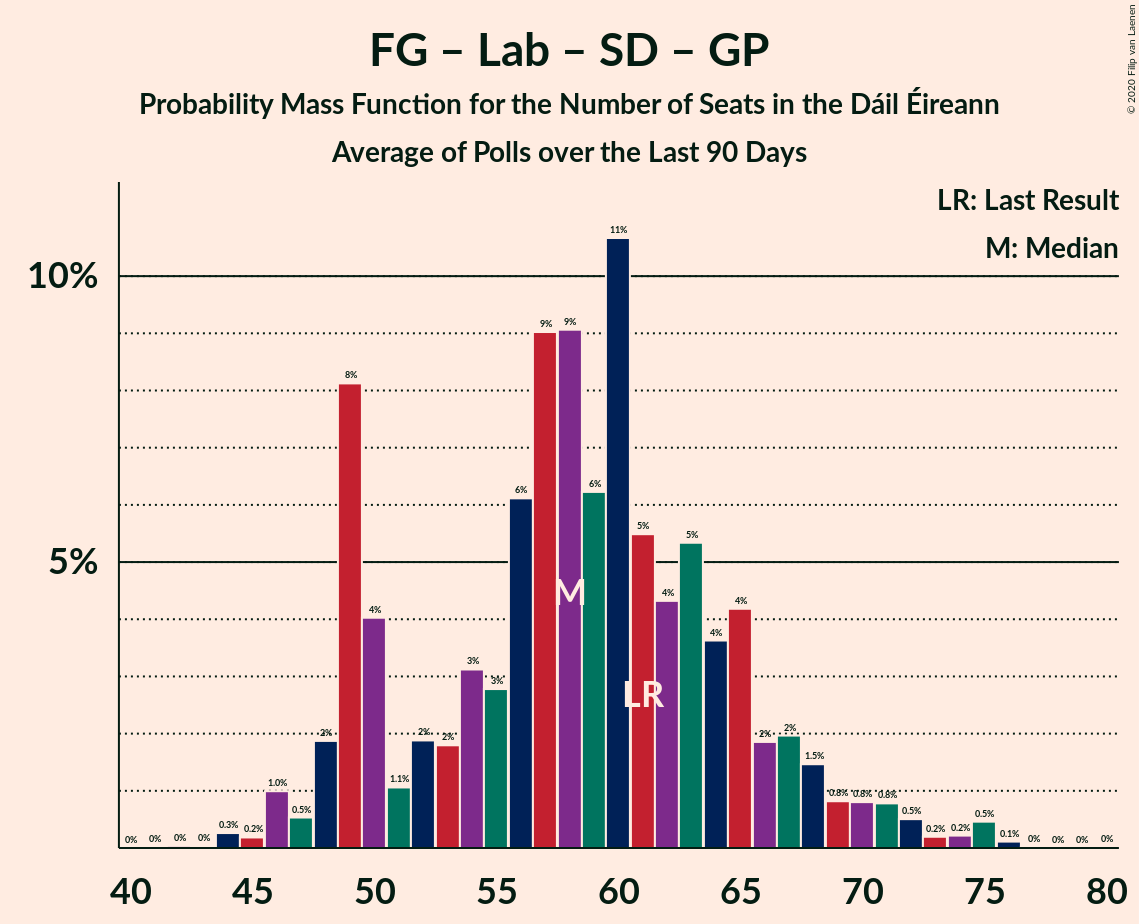 FG – Lab – SD – GP
Probability Mass Function for the Number of Seats in the Dáil Éireann
Average of Polls over the Last 90 Days
© 2020 Filip van Laenen
LR: Last Result
M: Median
10%
5%
0% 0% 0% 0% 0.3% 0.2% 1.0% 0.5% 2% 8% 4% 1.1% 2% 2% 3% 3% 6% 9% 9% 6% 11% 5% 4% 5% 4% 4% 2% 2% 1.5% 0.8% 0.8% 0.8% 0.5% 0.2% 0.2% 0.5% 0.1% 0% 0% 0% 0%
M
LR
40 45 50 55 60 65 70 75 80